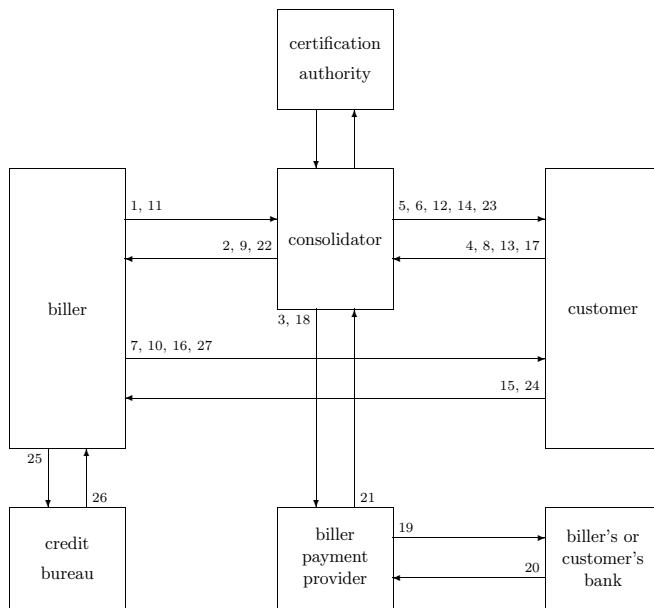 certification
authority
1, 11
5, 6, 12, 14, 23
consolidator
2, 9, 22
4, 8, 13, 17
biller
customer
3, 18
7, 10, 16, 27
15, 24
25
26
21
credit
bureau
biller
payment
provider
19
20
biller's or
customer's
bank